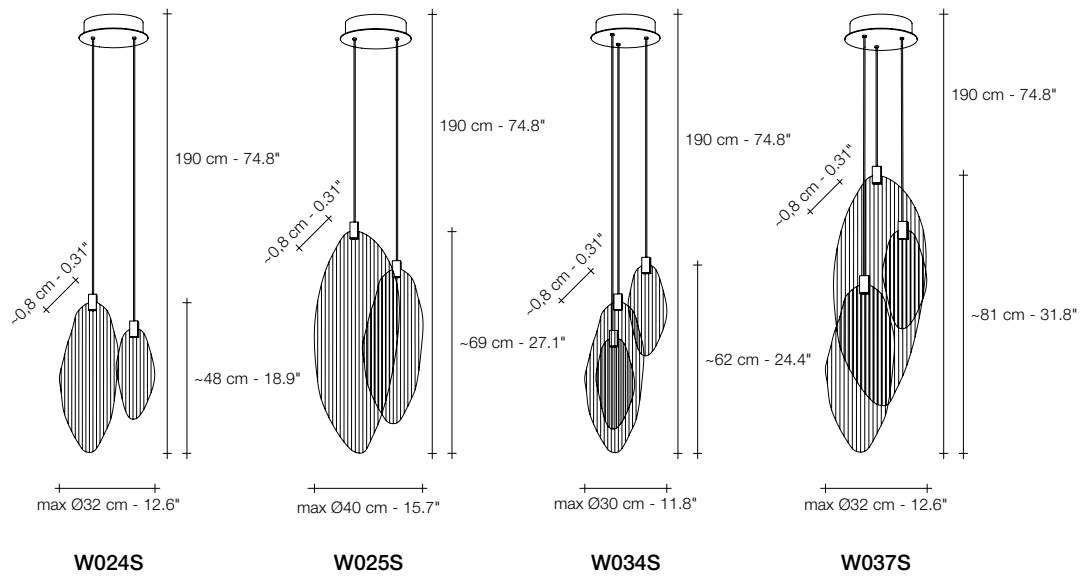 190 cm - 74.8"
~0,8 cm - 0.31"
~48 cm - 18.9"
max Ø32 cm - 12.6"
W024S
190 cm - 74.8"
~0,8 cm - 0.31"
~69 cm - 27.1"
max Ø40 cm - 15.7"
W025S
190 cm - 74.8"
~0,8 cm - 0.31"
~62 cm - 24.4"
max Ø30 cm - 11.8"
W034S
190 cm - 74.8"
~0,8 cm - 0.31"
~81 cm - 31.8"
max Ø32 cm - 12.6"
W037S